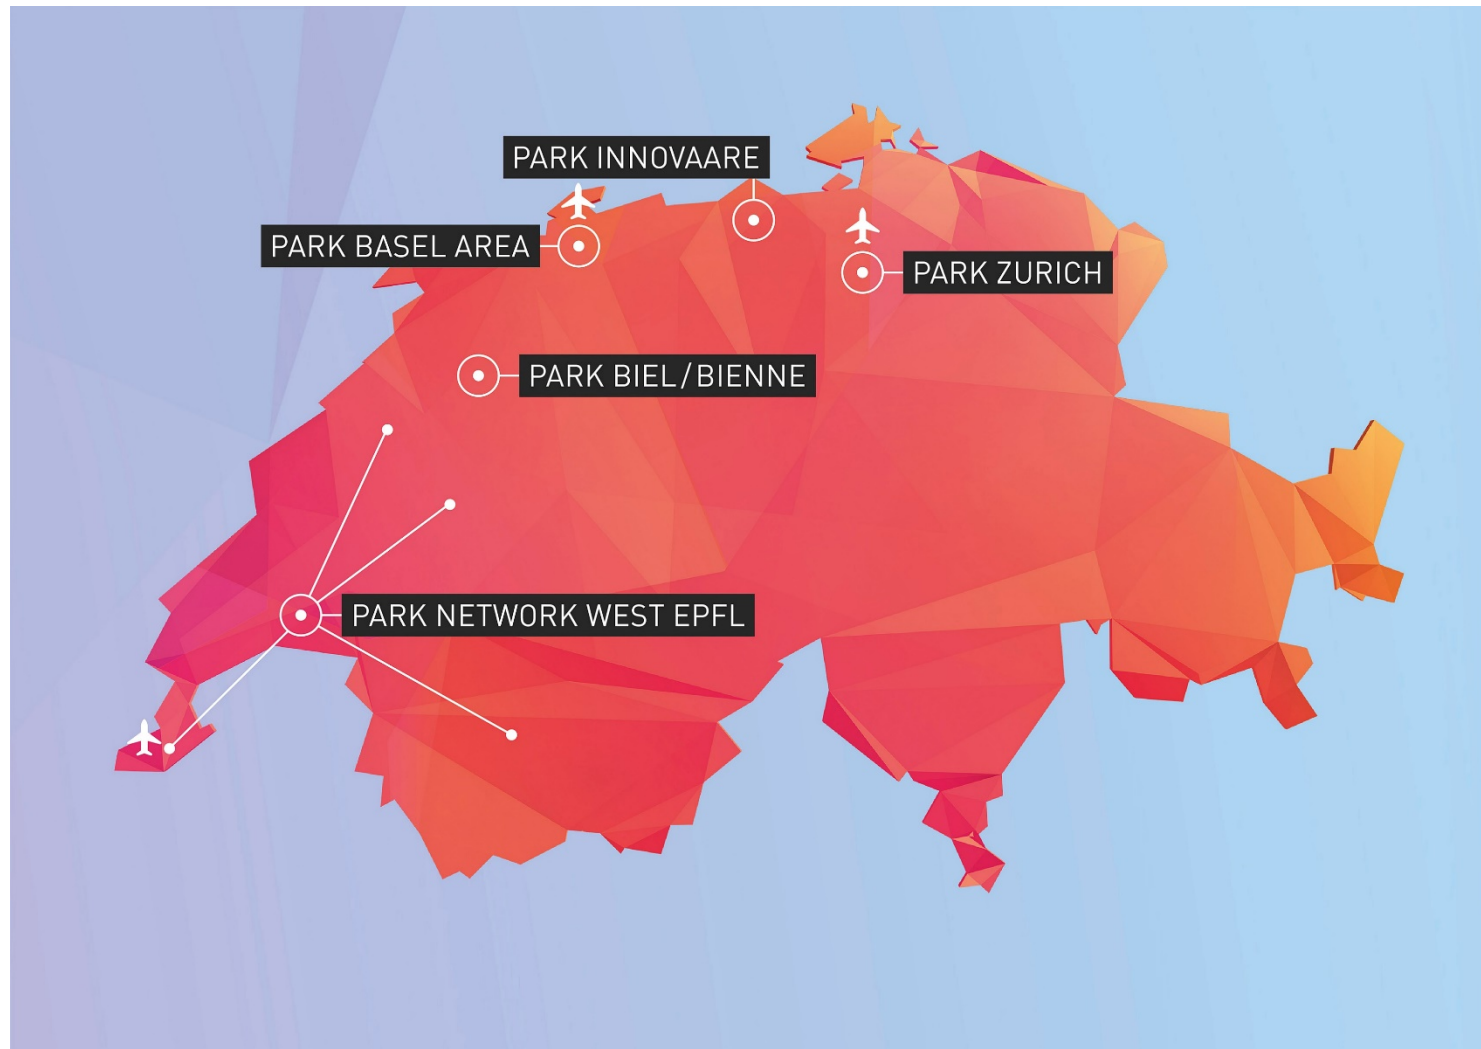 PARK INNOVAARE
PARK BASEL AREA
PARK ZURICH
PARK BIEL/BIENNE
PARK NETWORK WEST EPFL